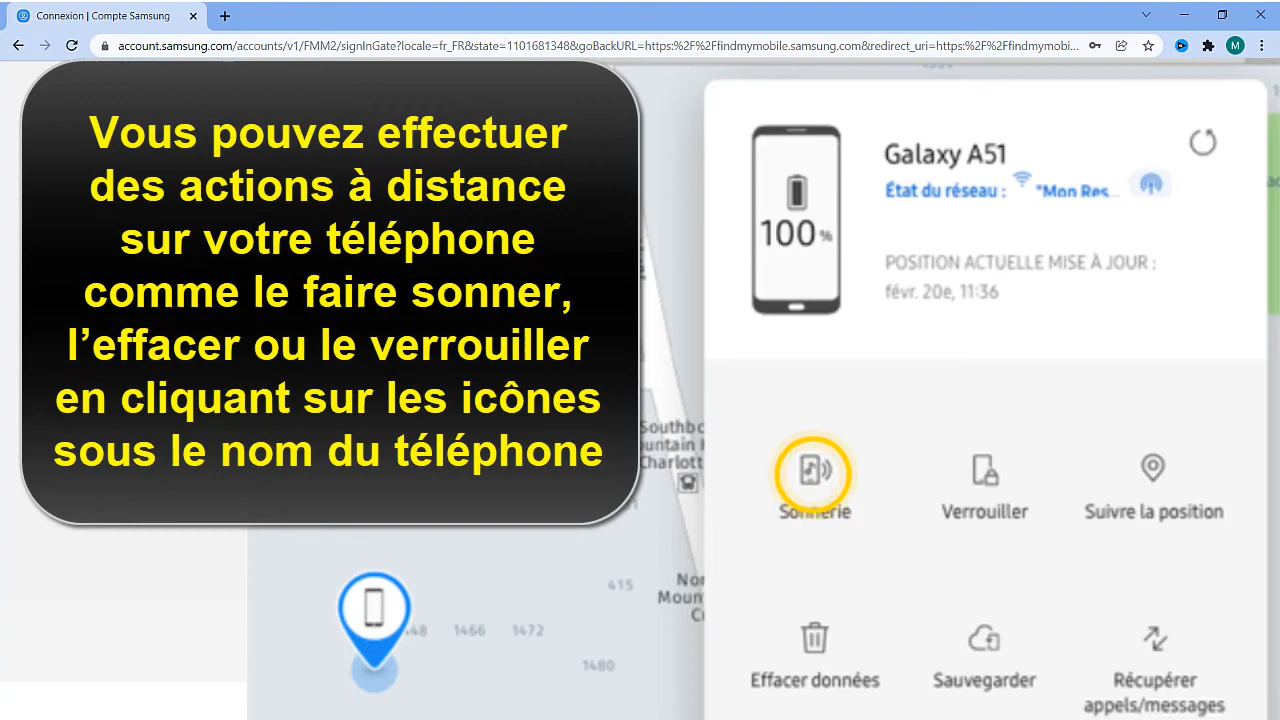 Connexion | Compte Samsung
account.samsung.com/accounts/v1/FMM2/signInGate?locale=fr_FR&state=1101681348&goBackURL=https:%2F%2Ffindmymobile.samsung.com&redirect_uri=https:%2F%2Ffindmymobi...
M
Vous pouvez effectuer
des actions à distance
sur votre téléphone
comme le faire sonner,
l’effacer ou le verrouiller
en cliquant sur les icônes
sous le nom du téléphone
Galaxy A51
État du réseau : "Mon Res...
100%
POSITION ACTUELLE MISE À JOUR :
févr. 20e, 11:36
Sonnerie
Verrouiller
Suivre la position
Effacer données
Sauvegarder
Récupérer
appels/messages
415
1466
1472
1480